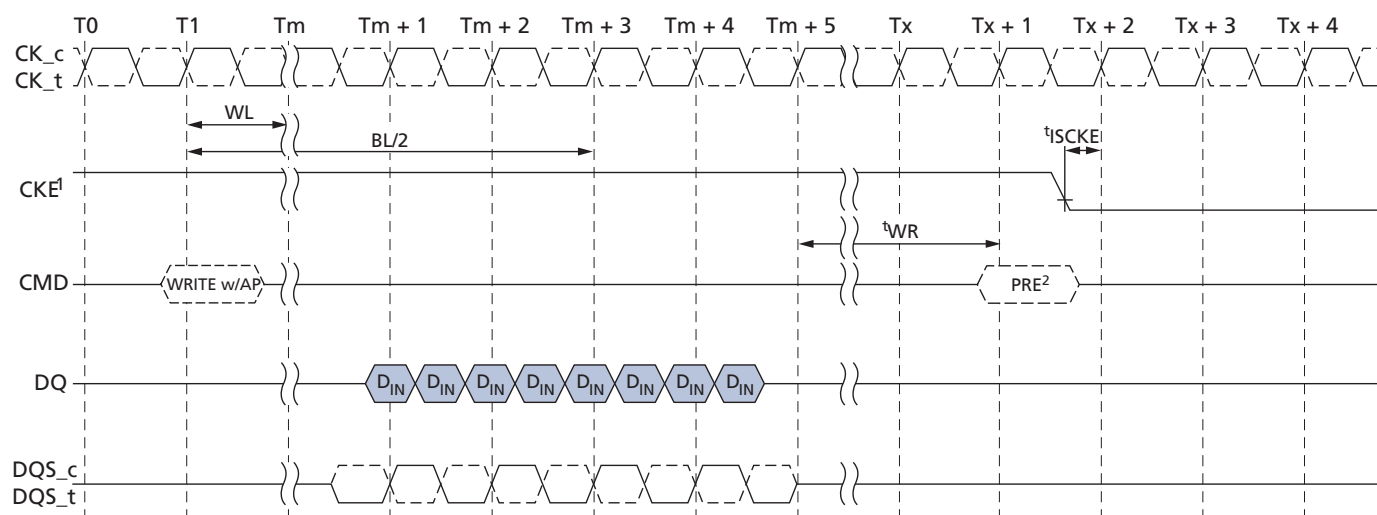 T0 T1 Tm Tm + 1 Tm + 2 Tm + 3 Tm + 4 Tm + 5 Tx Tx + 1 Tx + 2 Tx + 3 Tx + 4
CK_c
CK_t
WL
BL/2
tISCKE
CKE1
tWR
CMD WRITE w/AP PRE2
DQ DIN DIN DIN DIN DIN DIN DIN DIN
DQS_c
DQS_t